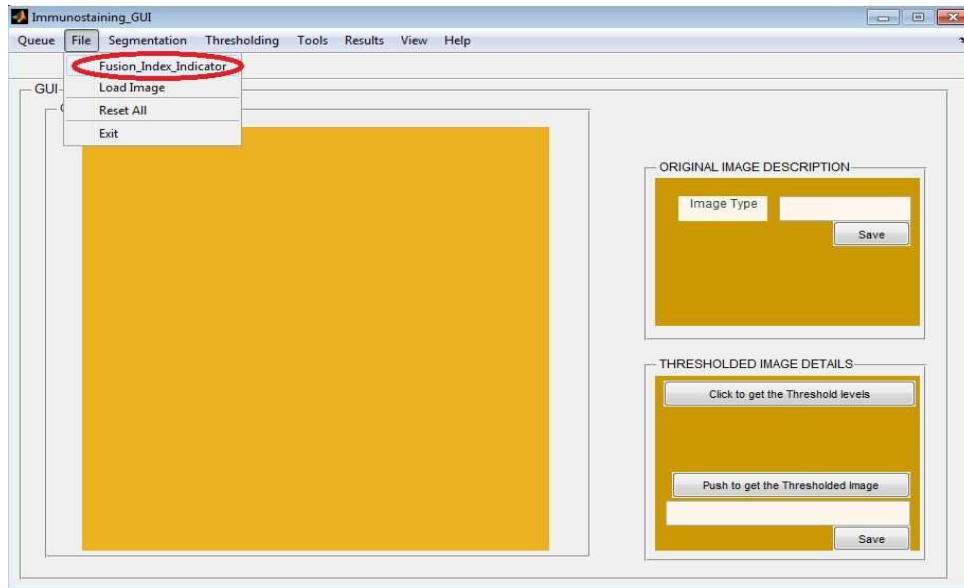 Immunostaining_GUI
Queue File Segmentation Thresholding Tools Results View Help
Fusion_Index_Indicator
Load Image
Reset All
Exit
GUI
ORIGINAL IMAGE DESCRIPTION
Image Type
Save
THRESHOLDED IMAGE DETAILS
Click to get the Threshold levels
Push to get the Thresholded Image
Save